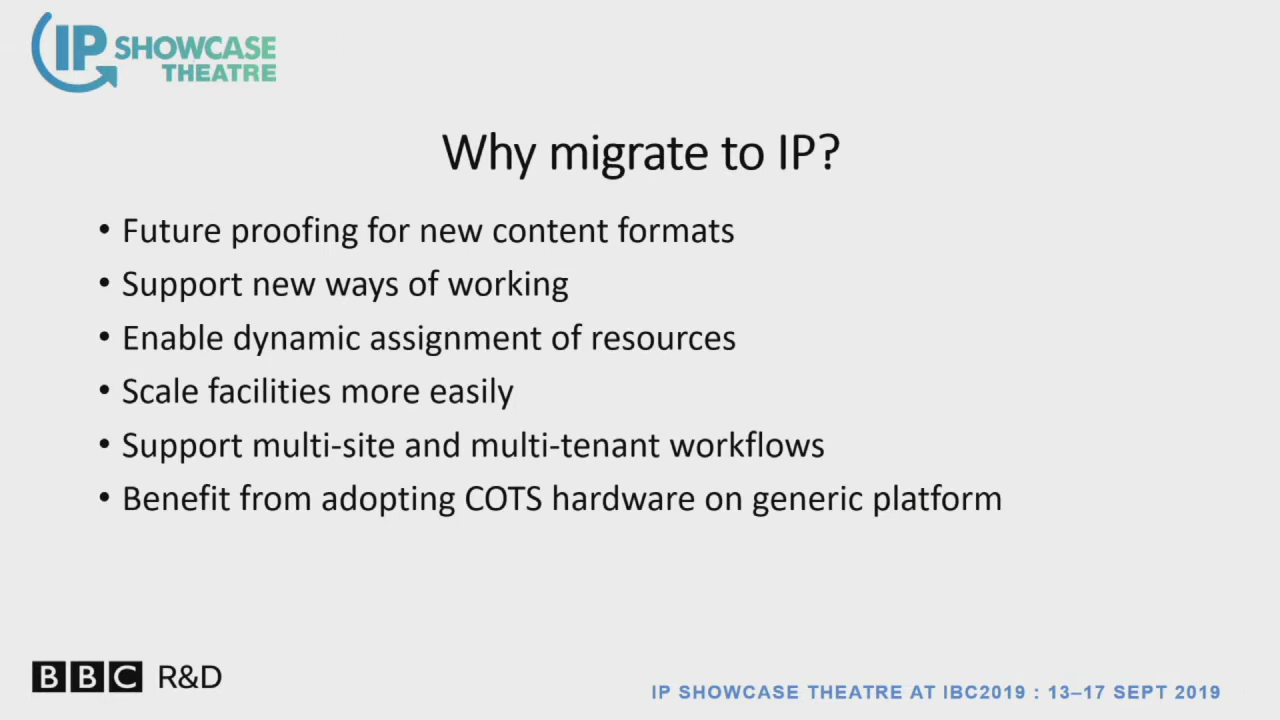 IP SHOWCASE
THEATRE
Why migrate to IP?
• Future proofing for new content formats
• Support new ways of working
• Enable dynamic assignment of resources
• Scale facilities more easily
• Support multi-site and multi-tenant workflows
• Benefit from adopting COTS hardware on generic platform
BBC R&D
IP SHOWCASE THEATRE AT IBC2019 : 13–17 SEPT 2019